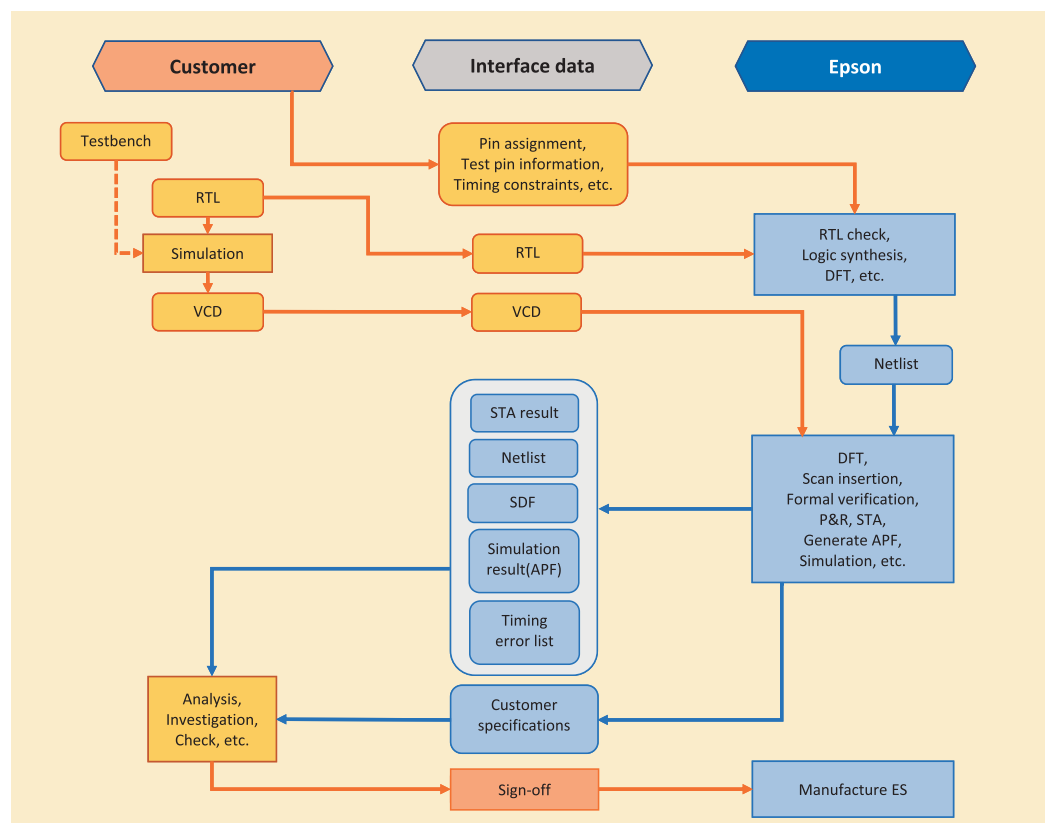 Customer
Interface data
Epson
Testbench
Pin assignment,
Test pin information,
Timing constraints, etc.
RTL
Simulation
RTL
RTL check,
Logic synthesis,
DFT, etc.
VCD
VCD
Netlist
STA result
Netlist
SDF
Simulation
result(APF)
Timing
error list
DFT,
Scan insertion,
Formal verification,
P&R, STA,
Generate APF,
Simulation, etc.
Analysis,
Investigation,
Check, etc.
Customer
specifications
Sign-off
Manufacture ES